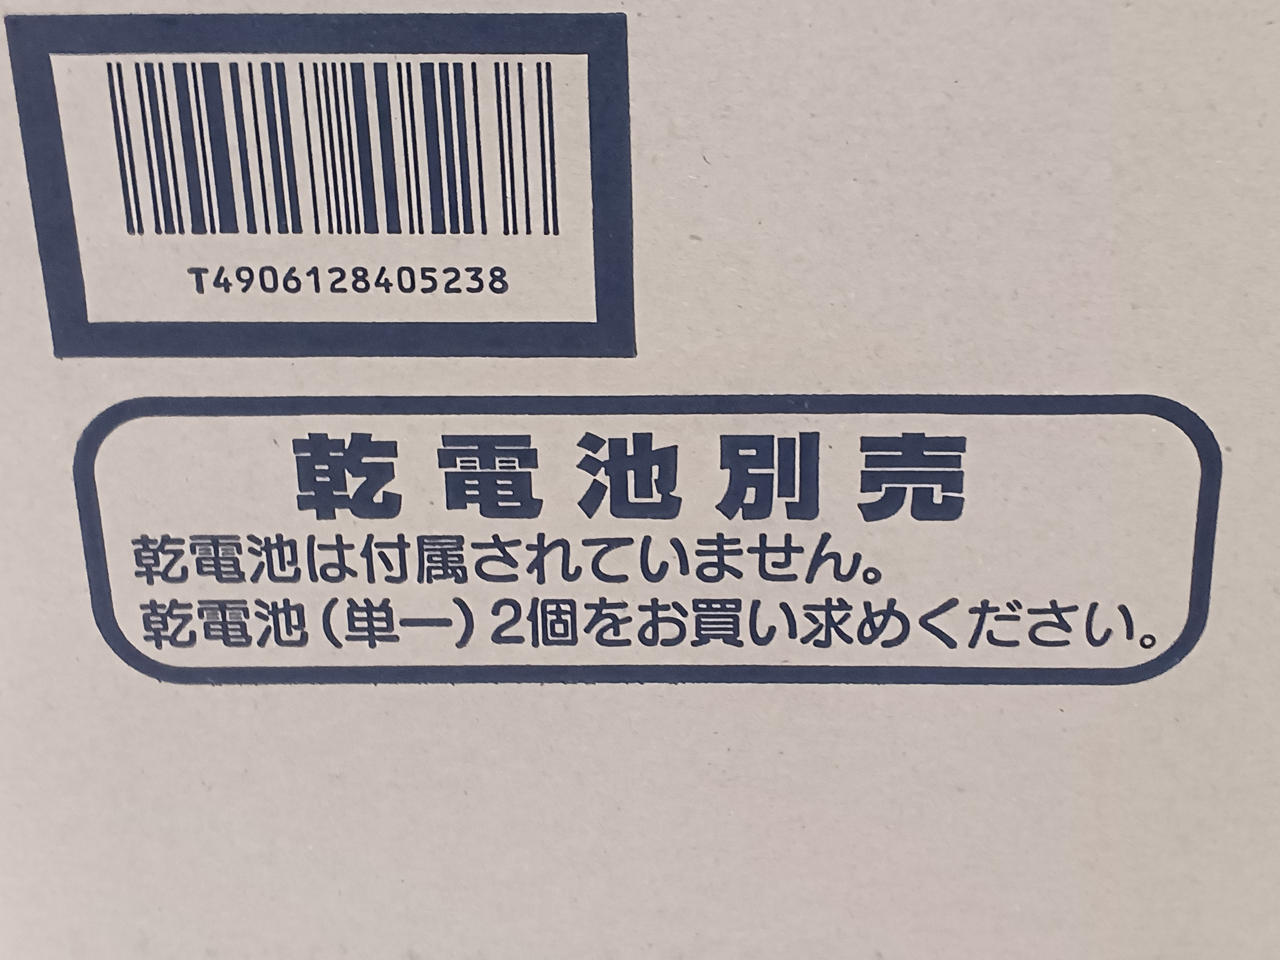 T4906128405238
乾電池別売
乾電池は付属されていません。
乾電池(単一)2個をお買い求めください。